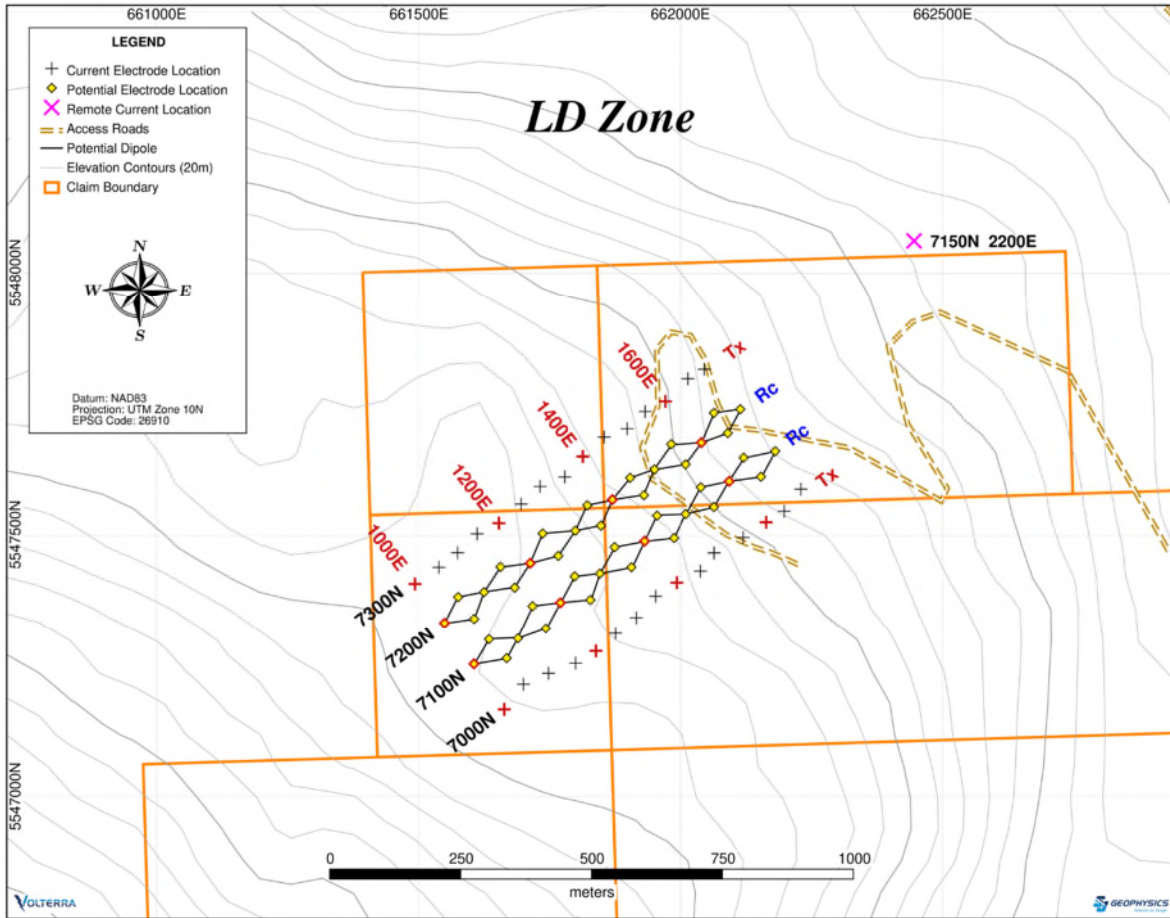 661000E
661500E
662000E
662500E
LEGEND
Current Electrode Location
Potential Electrode Location
Remote Current Location
Access Roads
Potential Dipole
Elevation Contours (20m)
Claim Boundary
N
W
E
S
Datum: NAD83
Projection: UTM Zone 10N
EPSG Code: 26910
LD Zone
7150N 2200E
5548000N
5547500N
5547000N
1600E
1400E
1200E
1000E
Tx
Rc
Rc
Tx
7300N
7200N
7100N
7000N
0
250
500
750
1000
meters
VOLTERRA
GEOPHYSICS